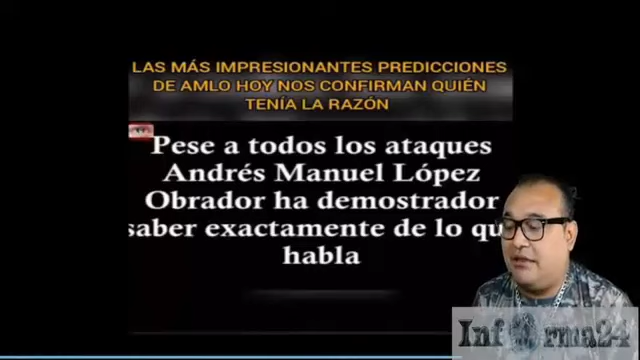 LAS MÁS IMPRESIONANTES PREDICCIONES
DE AMLO HOY NOS CONFIRMAN QUIÉN
TENÍA LA RAZÓN
Pese a todos los ataques
Andrés Manuel López
Obrador ha demostrador
saber exactamente de lo qu
habla
Informa24